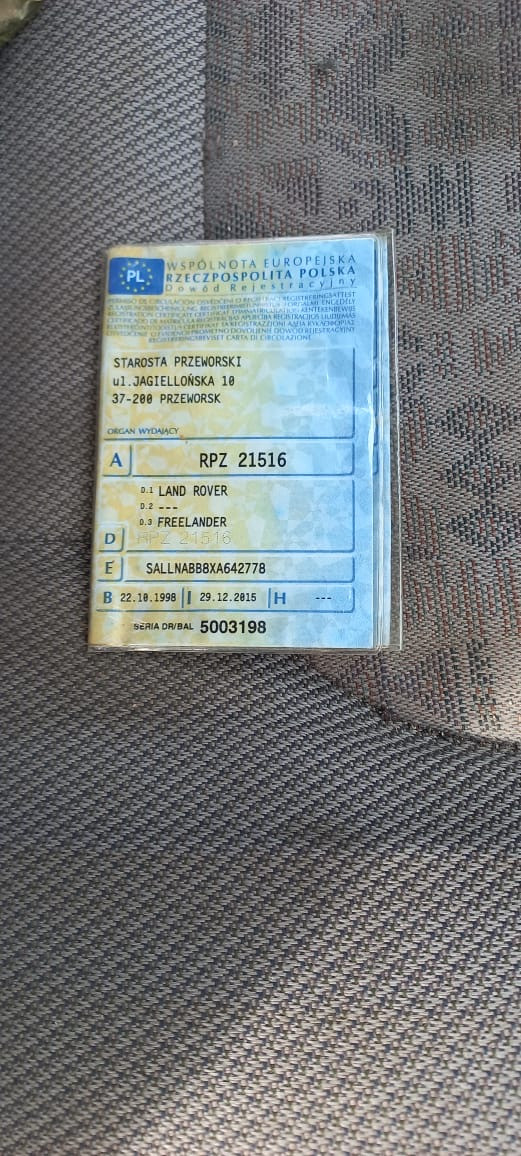 PL
WSPÓLNOTA EUROPEJSKA
RZECZPOSPOLITA POLSKA
Dowód Rejestracyjny
STAROSTA PRZEWORSKI
ul.JAGIELLOŃSKA 10
37-200 PRZEWORSK
ORGAN WYDAJĄCY
A RPZ 21516
D.1 LAND ROVER
D.2 ---
D.3 FREELANDER
D RPZ 21516
E SALLNABB8XA642778
B 22.10.1998 I 29.12.2015 H ---
SERIA DR/BAL 5003198